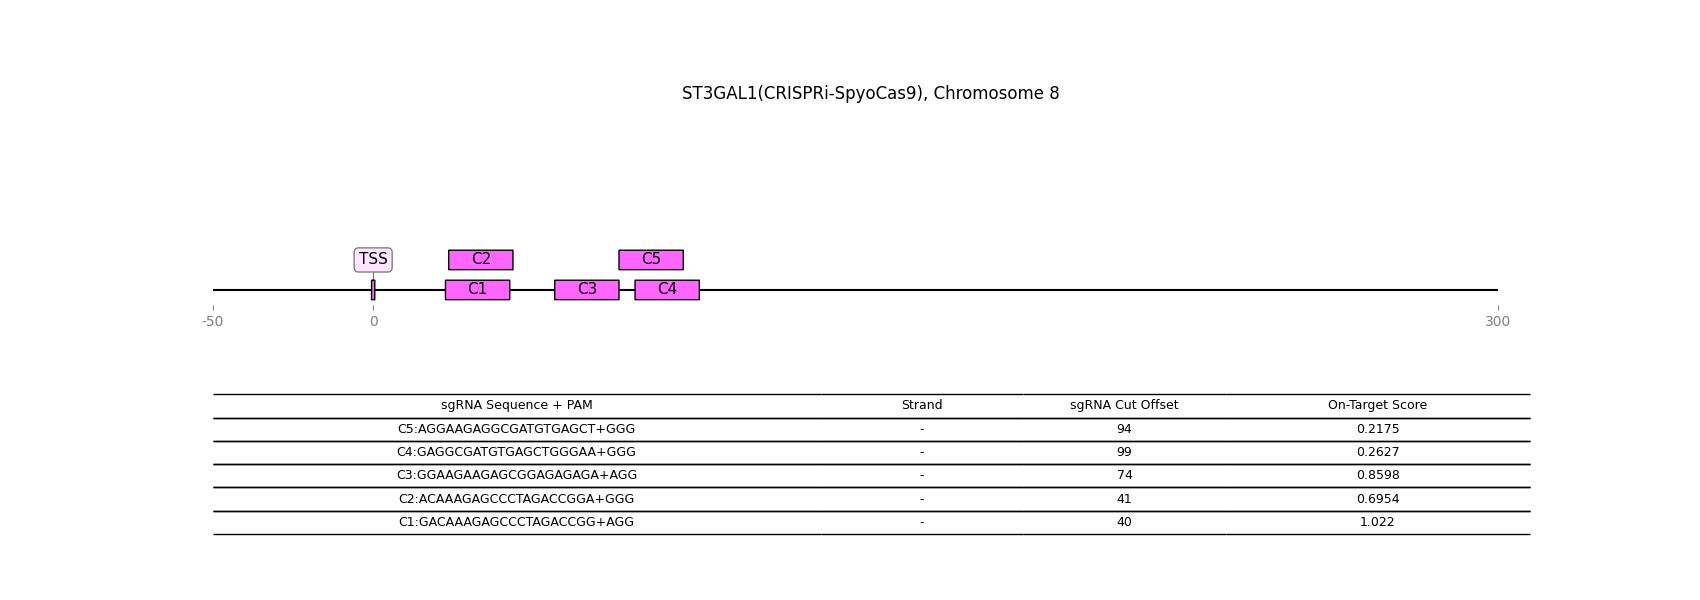 ST3GAL1(CRISPRi-SpyoCas9), Chromosome 8
TSS C2 C5
C1 C3 C4
-50 0 300
sgRNA Sequence + PAM Strand sgRNA Cut Offset On-Target Score
C5:AGGAAGAGGCGATGTGAGCT+GGG - 94 0.2175
C4:GAGGCGATGTGAGCTGGGAA+GGG - 99 0.2627
C3:GGAAGAAGAGCGGAGAGAGA+AGG - 74 0.8598
C2:ACAAAGAGCCCTAGACCGGA+GGG - 41 0.6954
C1:GACAAAGAGCCCTAGACCGG+AGG - 40 1.022